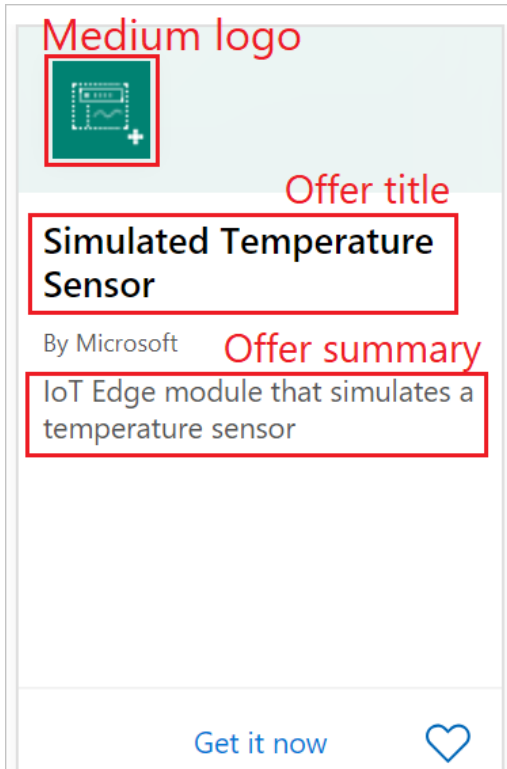 Medium logo
Offer title
Simulated Temperature
Sensor
By Microsoft
Offer summary
IoT Edge module that simulates a
temperature sensor
Get it now